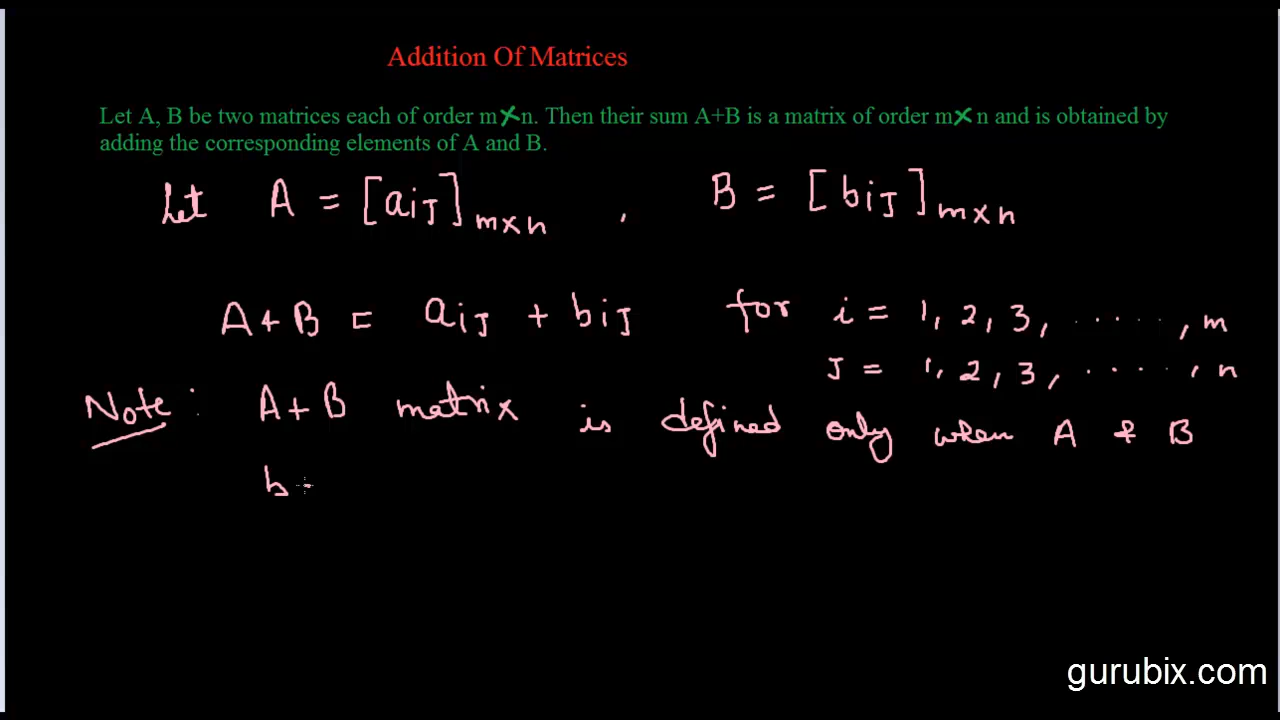 Addition Of Matrices
Let A, B be two matrices each of order m×n. Then their sum A+B is a matrix of order m×n and is obtained by
adding the corresponding elements of A and B.
Let A = [aiJ]m×n , B = [biJ]m×n
A+B = aiJ + biJ for i = 1, 2, 3, ....., m
J = 1, 2, 3, ....., n
Note: A+B matrix is defined only when A & B
b
gurubix.com